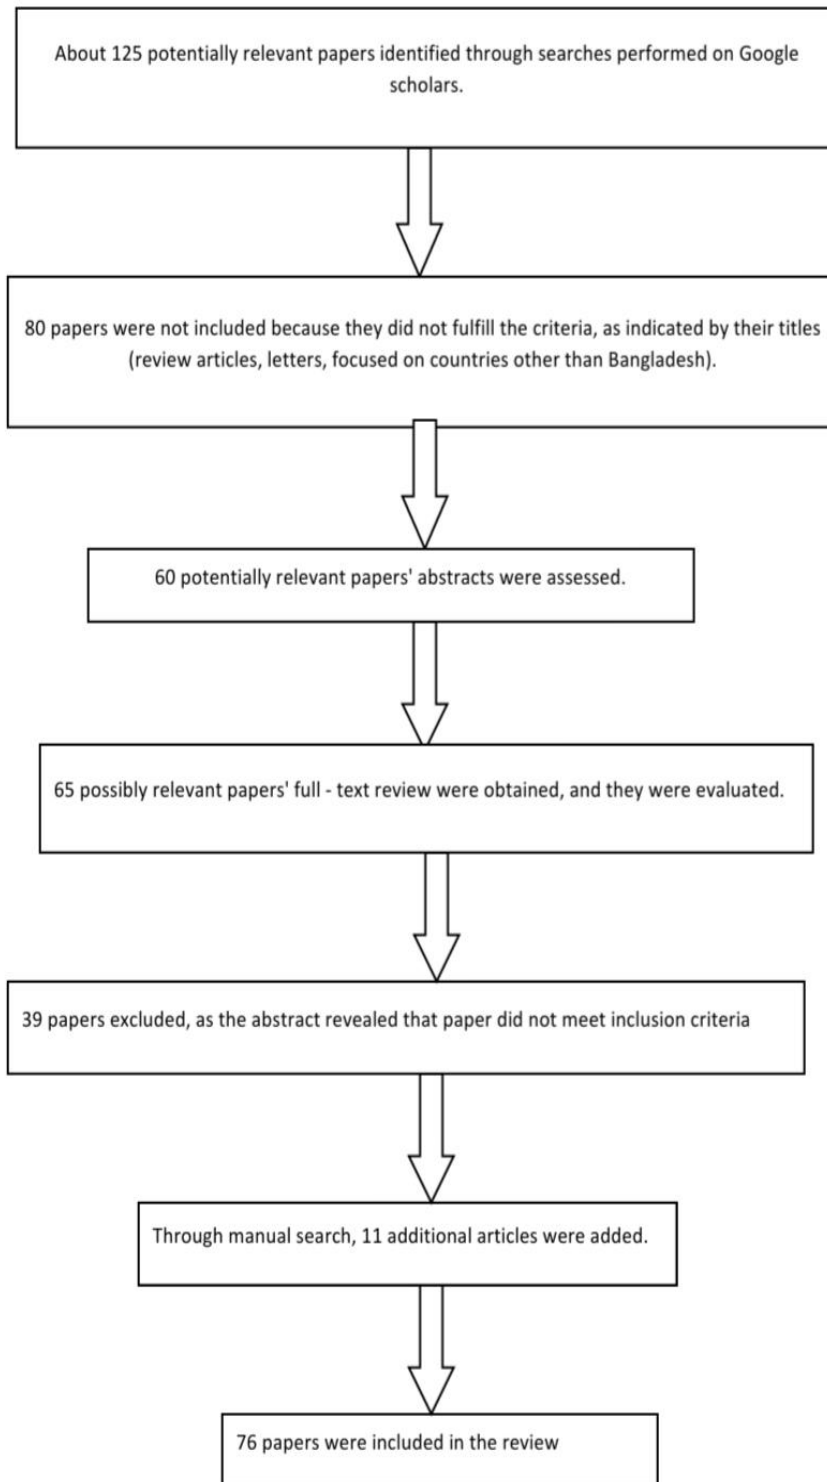 About 125 potentially relevant papers identified through searches performed on Google
scholars.
80 papers were not included because they did not fulfill the criteria, as indicated by their titles
(review articles, letters, focused on countries other than Bangladesh).
60 potentially relevant papers' abstracts were assessed.
65 possibly relevant papers' full - text review were obtained, and they were evaluated.
39 papers excluded, as the abstract revealed that paper did not meet inclusion criteria
Through manual search, 11 additional articles were added.
76 papers were included in the review